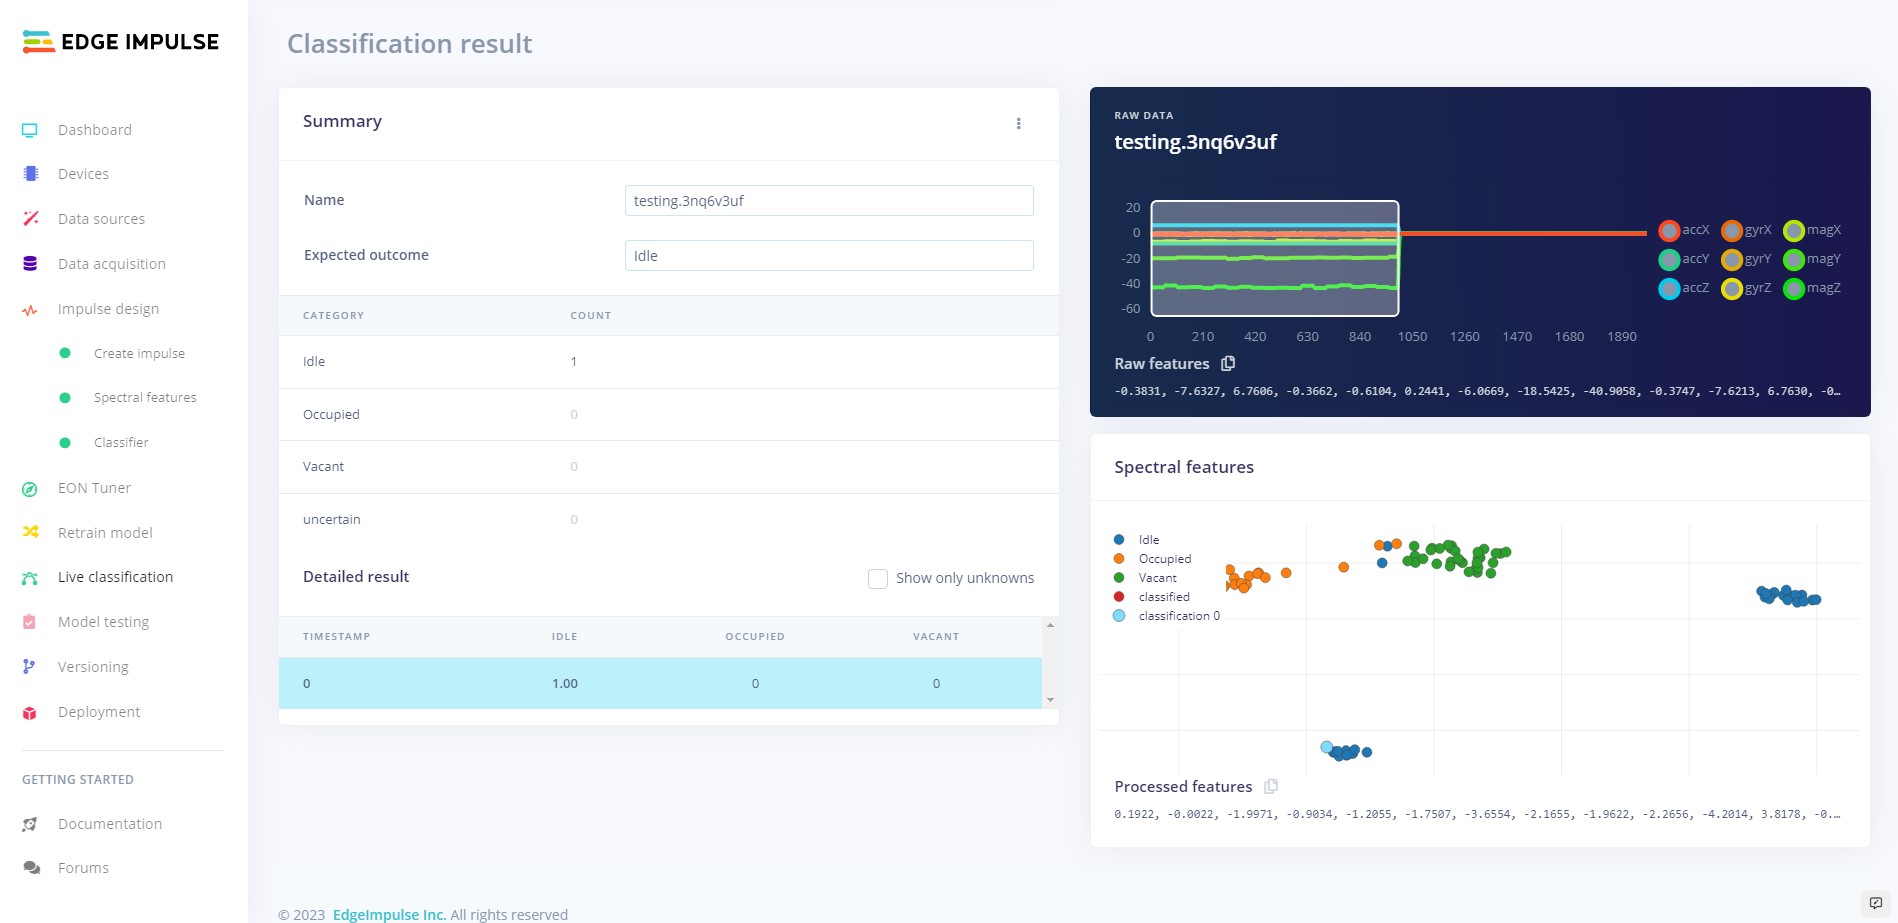 EDGE IMPULSE
Dashboard
Devices
Data sources
Data acquisition
Impulse design
Create impulse
Spectral features
Classifier
EON Tuner
Retrain model
Live classification
Model testing
Versioning
Deployment
GETTING STARTED
Documentation
Forums
Classification result
Summary
Name testing.3nq6v3uf
Expected outcome Idle
CATEGORY COUNT
Idle 1
Occupied 0
Vacant 0
uncertain 0
Detailed result Show only unknowns
TIMESTAMP IDLE OCCUPIED VACANT
0 1.00 0 0
RAW DATA
testing.3nq6v3uf
20
0
-20
-40
-60
0 210 420 630 840 1050 1260 1470 1680 1890
accX gyrX magX
accY gyrY magY
accZ gyrZ magZ
Raw features
-0.3831, -7.6327, 6.7606, -0.3662, -0.6104, 0.2441, -6.0669, -18.5425, -40.9058, -0.3747, -7.6213, 6.7630, -0…
Spectral features
Idle
Occupied
Vacant
classified
classification 0
Processed features
0.1922, -0.0022, -1.9971, -0.9034, -1.2055, -1.7507, -3.6554, -2.1655, -1.9622, -2.2656, -4.2014, 3.8178, -0.…
© 2023 EdgeImpulse Inc. All rights reserved